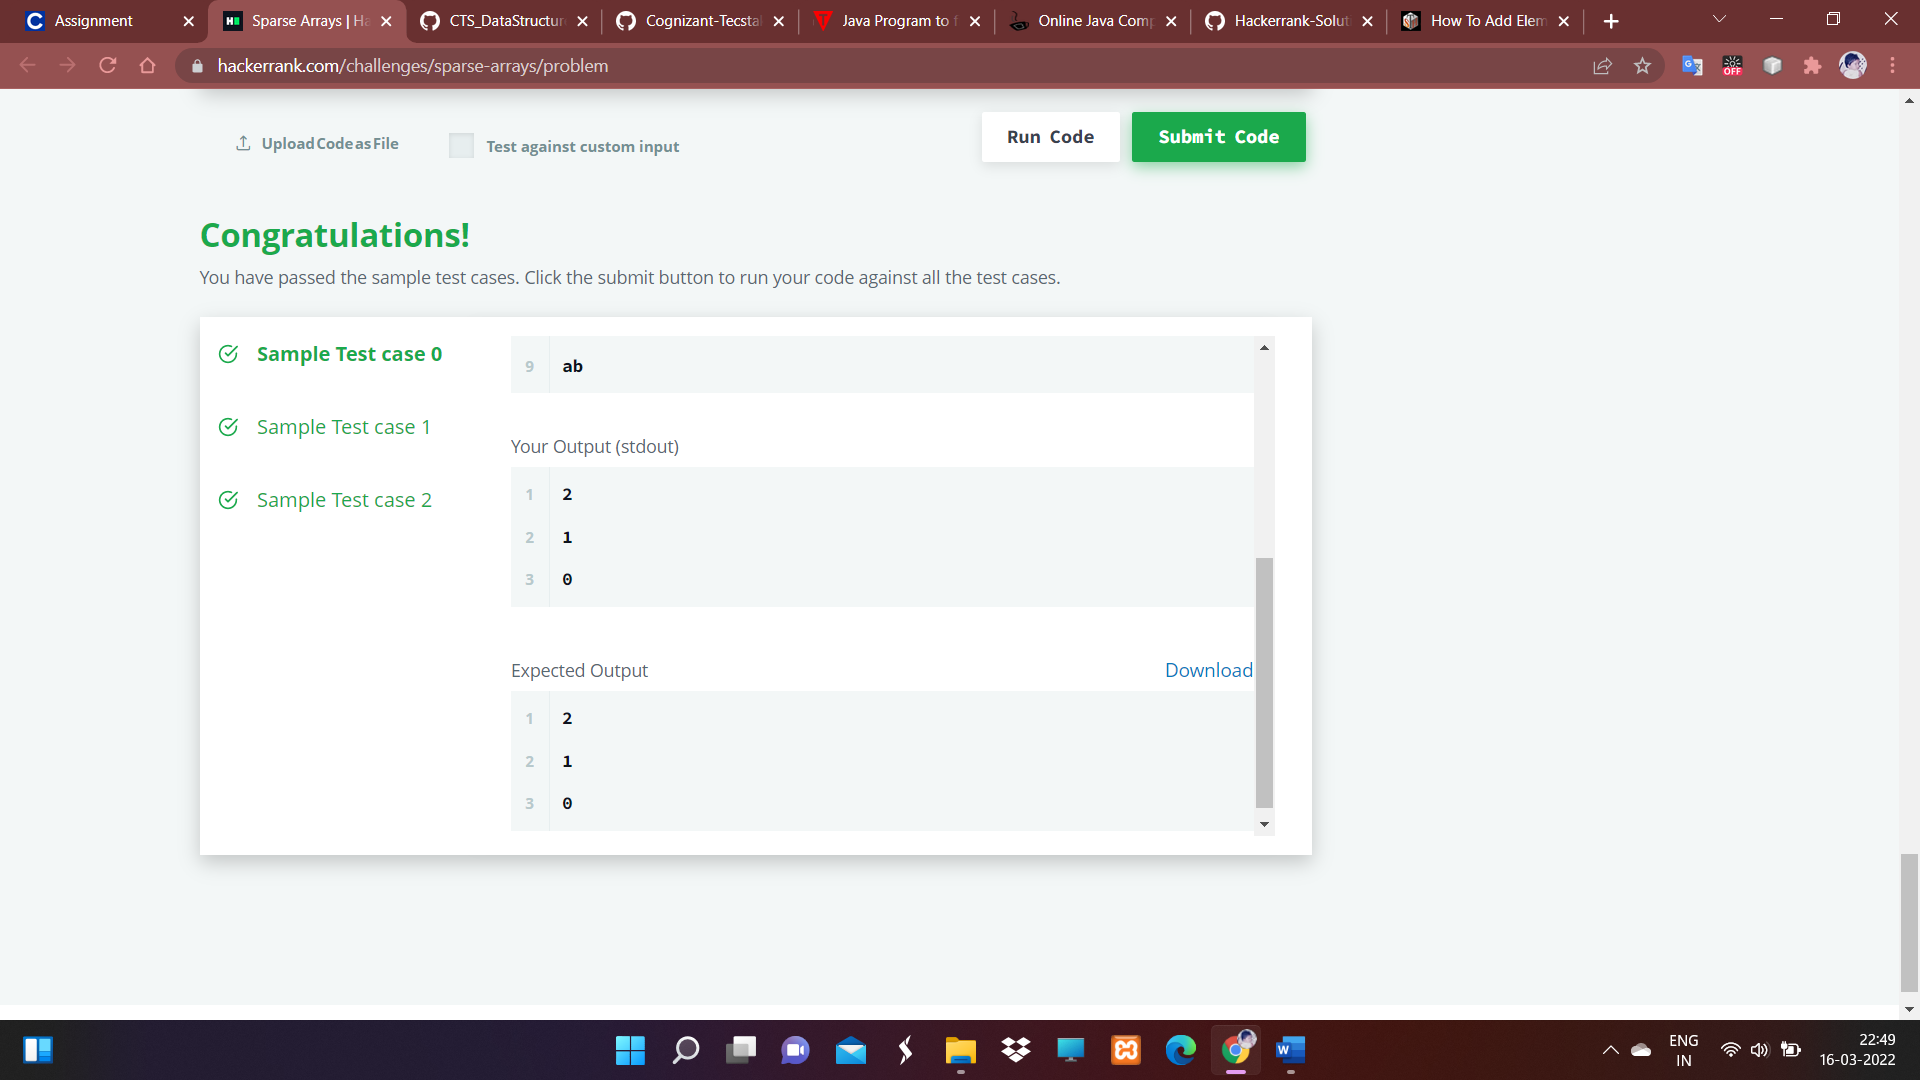 Assignment
Sparse Arrays | Ha
CTS_DataStructur
Cognizant-Tecstal
Java Program to f
Online Java Comp
Hackerrank-Soluti
How To Add Elem
hackerrank.com/challenges/sparse-arrays/problem
OFF
Upload Code as File
Test against custom input
Run Code
Submit Code
Congratulations!
You have passed the sample test cases. Click the submit button to run your code against all the test cases.
Sample Test case 0
Sample Test case 1
Sample Test case 2
9 ab
Your Output (stdout)
1 2
2 1
3 0
Expected Output
Download
1 2
2 1
3 0
ENG
IN
22:49
16-03-2022